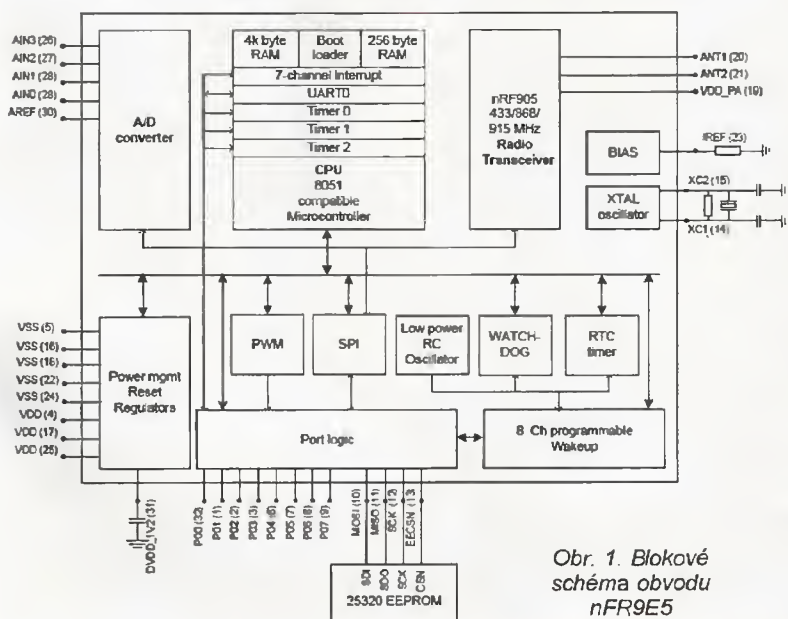 AIN3 (26)
AIN2 (27)
AIN1 (28)
AIN0 (28)
AREF (30)
A/D
converter
4k byte
RAM
Boot
loader
256 byte
RAM
7-channel Interrupt
UART0
Timer 0
Timer 1
Timer 2
CPU
8051
compatible
Microcontroller
nRF905
433/868/
915 MHz
Radio
Transceiver
ANT1 (20)
ANT2 (21)
VDD_PA (19)
BIAS
IREF (23)
XTAL
oscillator
XC2 (15)
XC1 (14)
VSS (5)
VSS (16)
VSS (18)
VSS (22)
VSS (24)
VDD (4)
VDD (17)
VDD (25)
Power mgmt
Reset
Regulators
PWM
SPI
Low power
RC
Oscillator
WATCH-
DOG
RTC
timer
Port logic
8 Ch programmable
Wakeup
DVDD_1V2 (31)
P00 (32)
P01 (1)
P02 (2)
P03 (3)
P04 (6)
P05 (7)
P06 (8)
P07 (9)
MOSI (10)
MISO (11)
SCK (12)
EECSN (13)
SDI
SDO
SCK
CSN
25320 EEPROM
Obr. 1. Blokové
schéma obvodu
nFR9E5